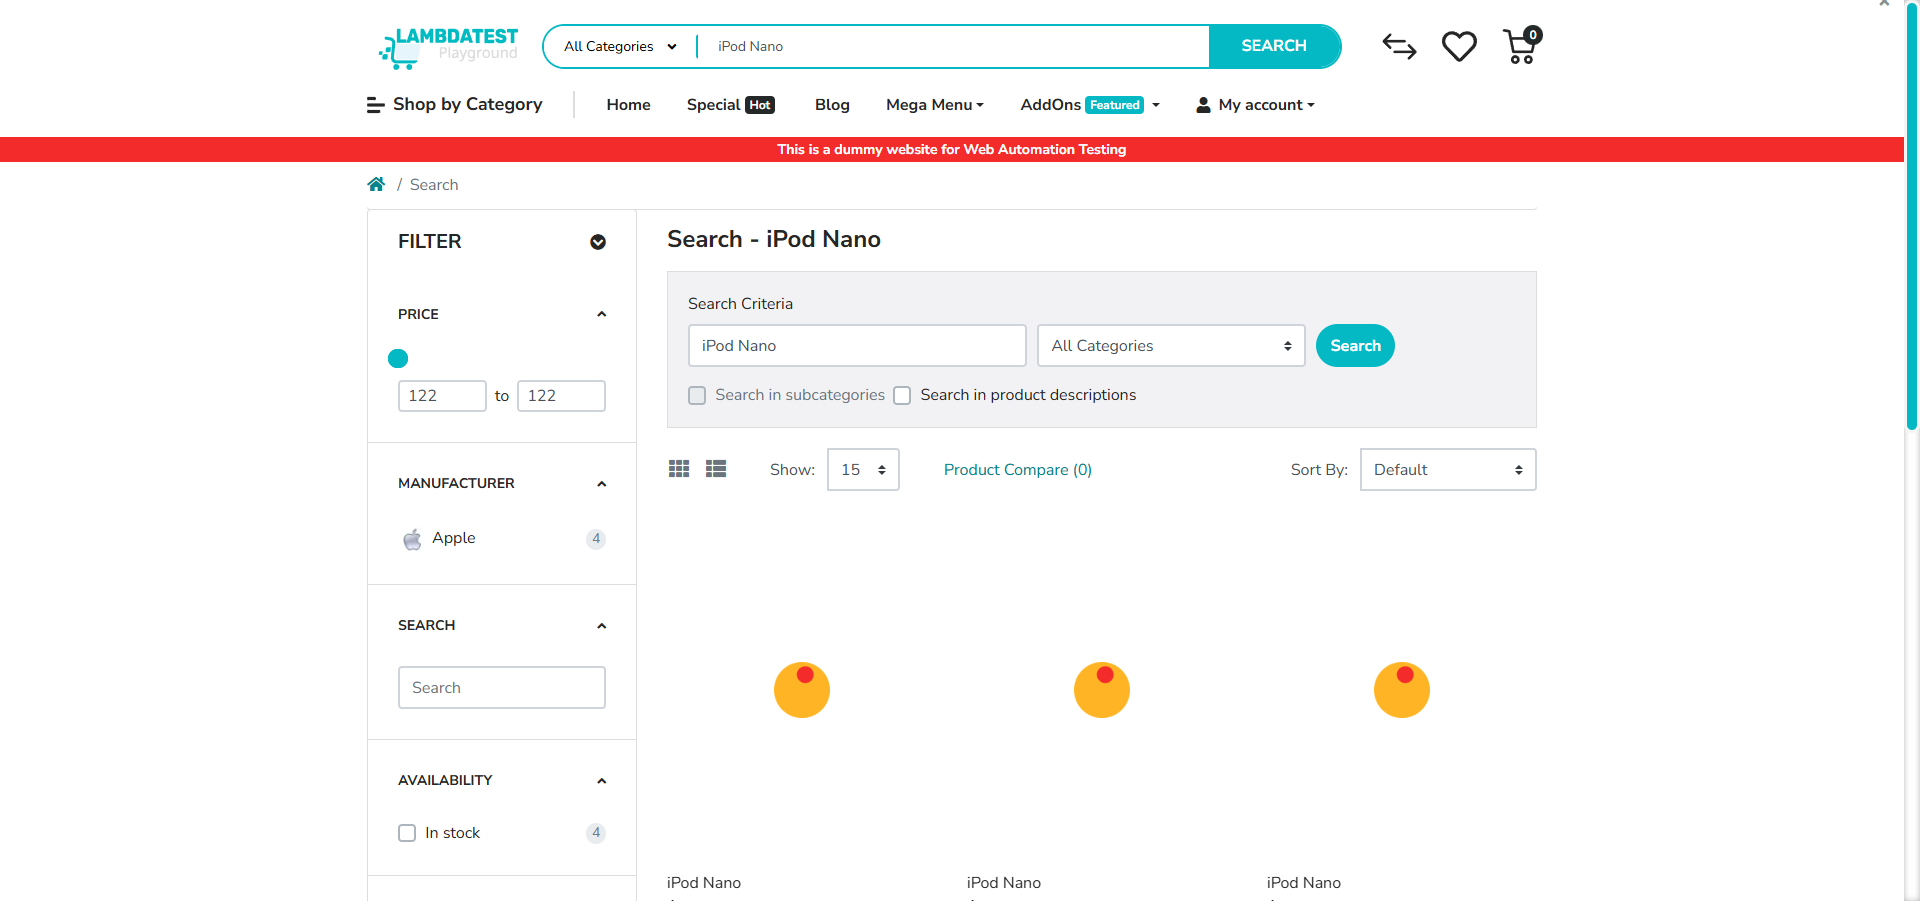 LAMBDATEST
Playground
All Categories
iPod Nano
SEARCH
0
Shop by Category
Home
Special Hot
Blog
Mega Menu
AddOns Featured
My account
This is a dummy website for Web Automation Testing
/ Search
FILTER
PRICE
122 to 122
MANUFACTURER
Apple 4
SEARCH
Search
AVAILABILITY
In stock 4
Search - iPod Nano
Search Criteria
iPod Nano
All Categories
Search
Search in subcategories
Search in product descriptions
Show: 15
Product Compare (0)
Sort By: Default
iPod Nano
iPod Nano
iPod Nano